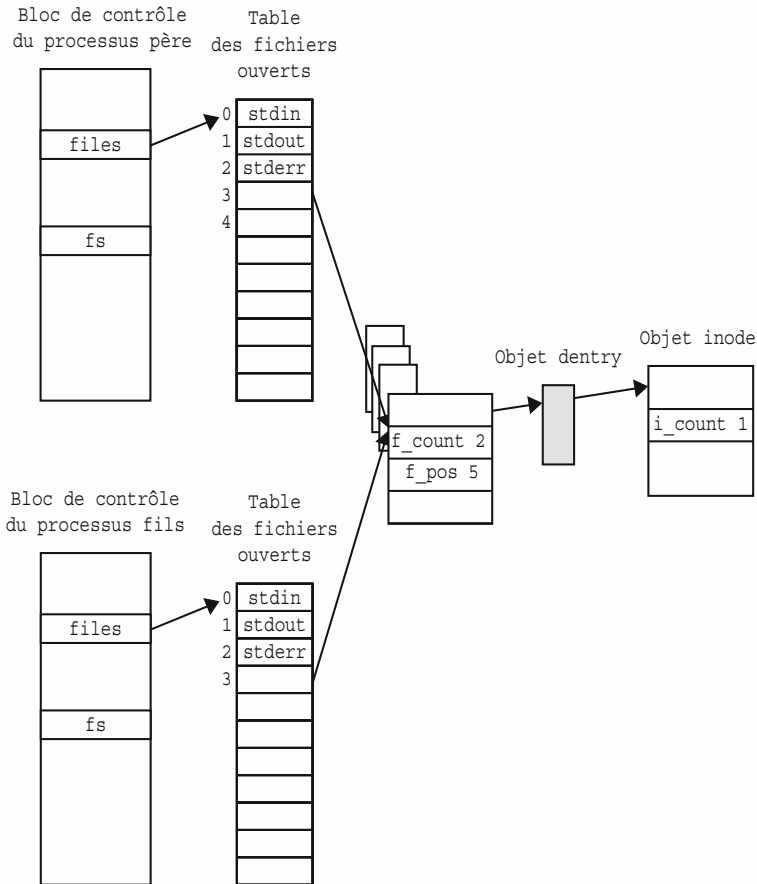 Bloc de contrôle
du processus père
Table
des fichiers
ouverts
files
fs
0 stdin
1 stdout
2 stderr
3
4
Objet dentry
Objet inode
f_count 2
f_pos 5
i_count 1
Bloc de contrôle
du processus fils
Table
des fichiers
ouverts
files
fs
0 stdin
1 stdout
2 stderr
3